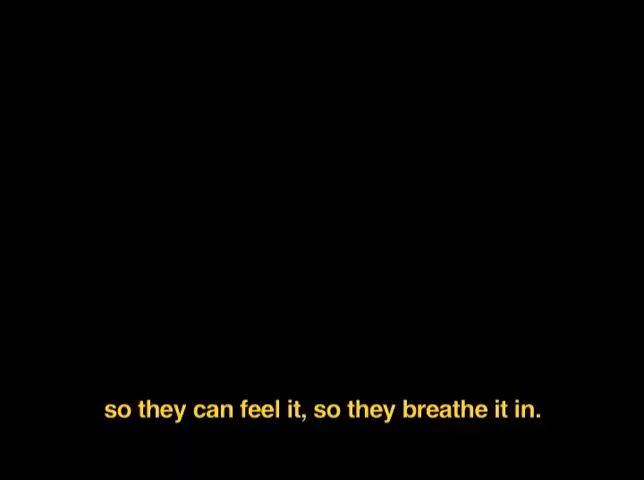 so they can feel it, so they breathe it in.